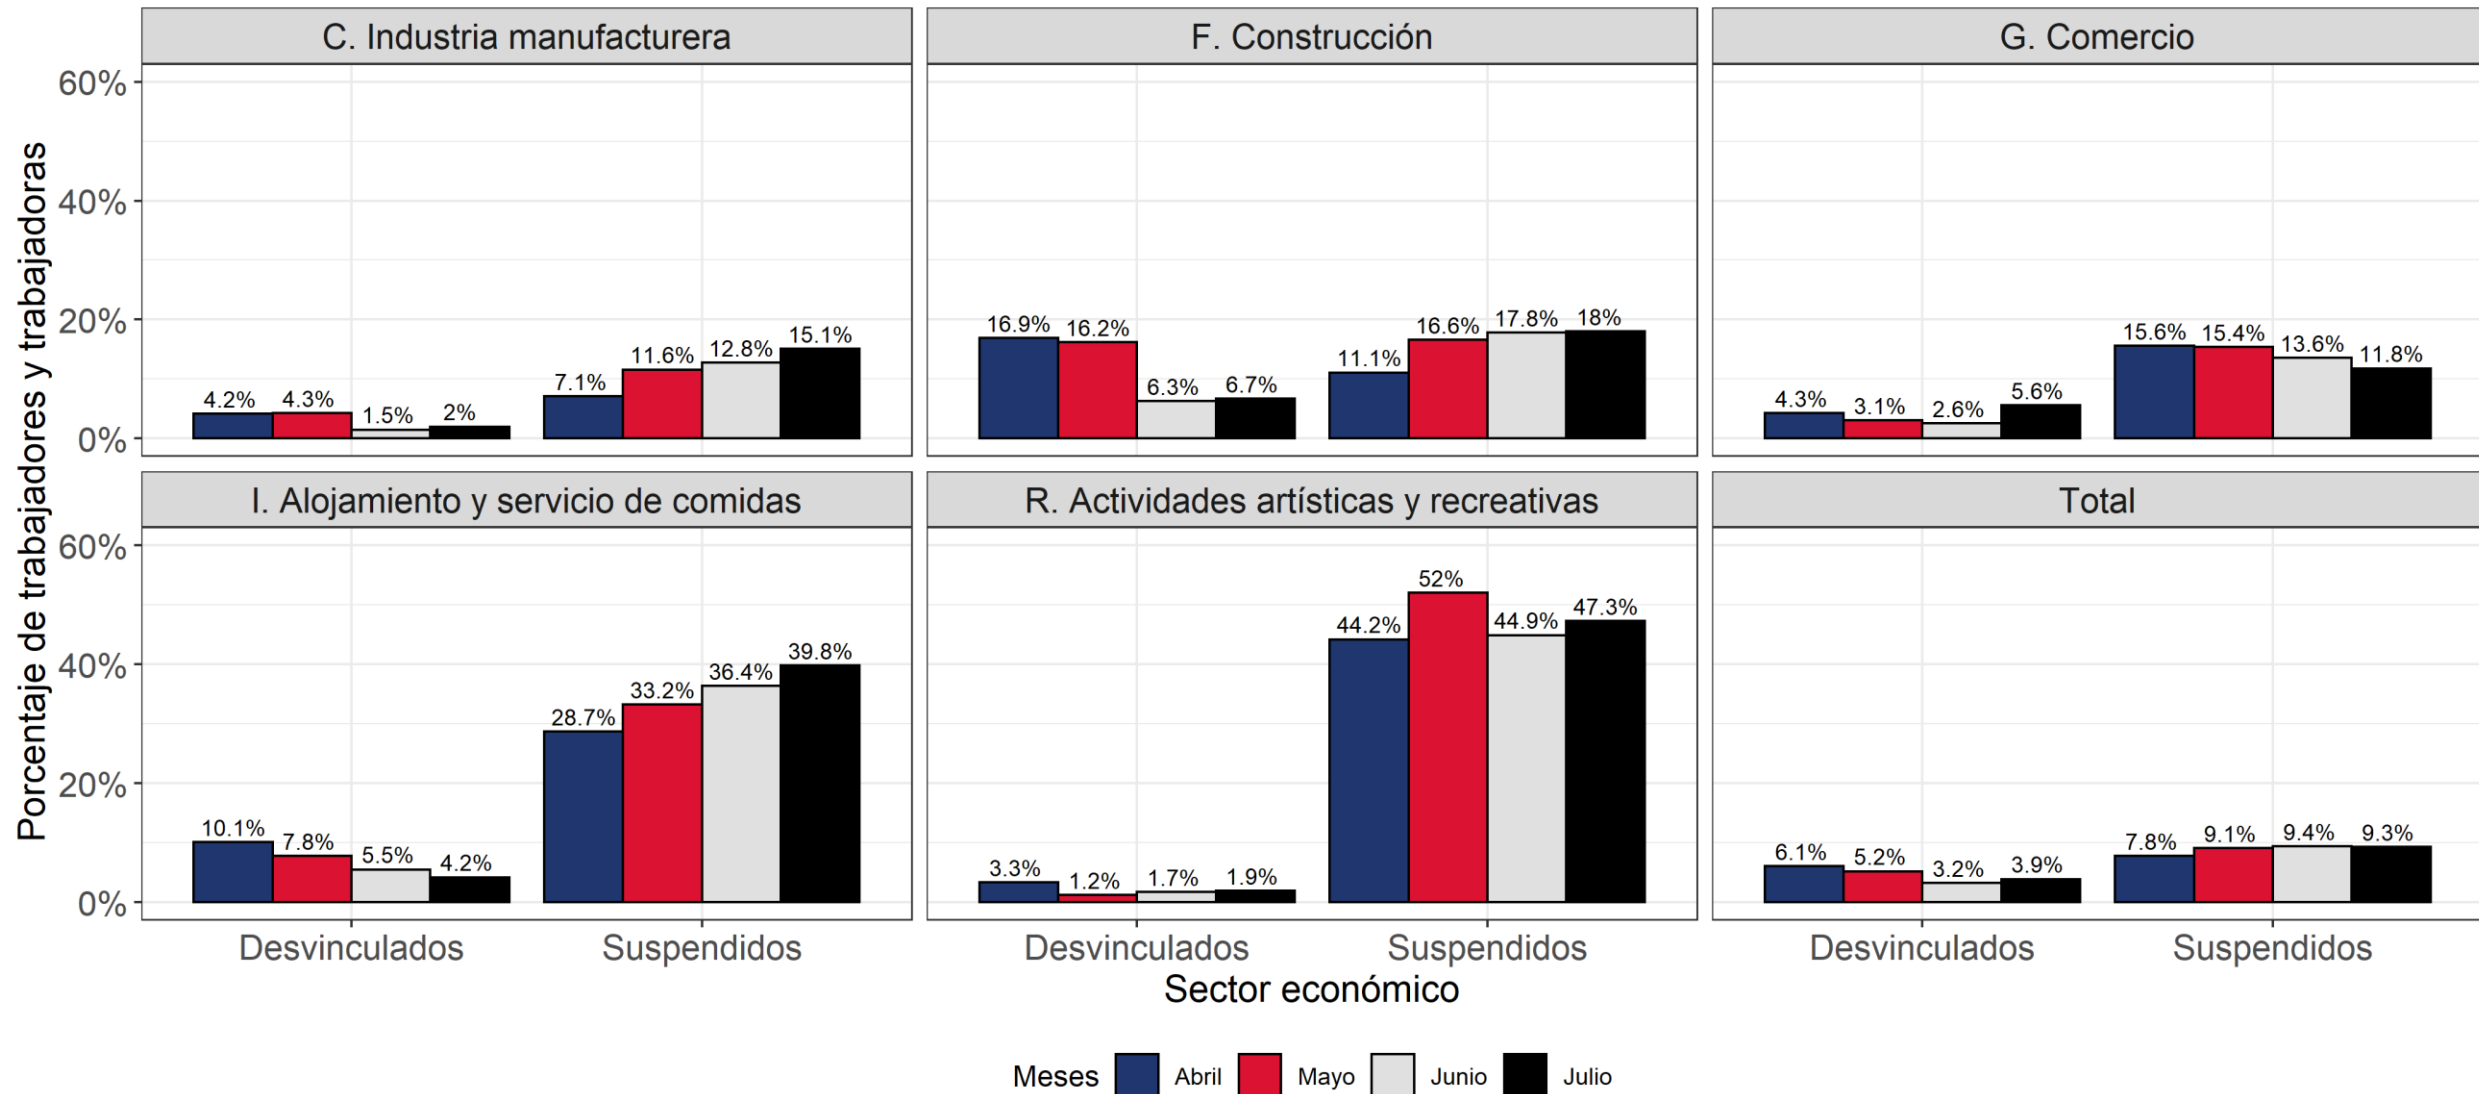 C. Industria manufacturera
F. Construcción
G. Comercio
Porcentaje de trabajadores y trabajadoras
60%
40%
20%
0%
4.2% 4.3% 1.5% 2% 7.1% 11.6% 12.8% 15.1%
16.9% 16.2% 6.3% 6.7% 11.1% 16.6% 17.8% 18%
4.3% 3.1% 2.6% 5.6% 15.6% 15.4% 13.6% 11.8%
I. Alojamiento y servicio de comidas
R. Actividades artísticas y recreativas
Total
60%
40%
20%
0%
10.1% 7.8% 5.5% 4.2% 28.7% 33.2% 36.4% 39.8%
3.3% 1.2% 1.7% 1.9% 44.2% 52% 44.9% 47.3%
6.1% 5.2% 3.2% 3.9% 7.8% 9.1% 9.4% 9.3%
Desvinculados Suspendidos
Desvinculados Suspendidos
Desvinculados Suspendidos
Sector económico
Meses Abril Mayo Junio Julio